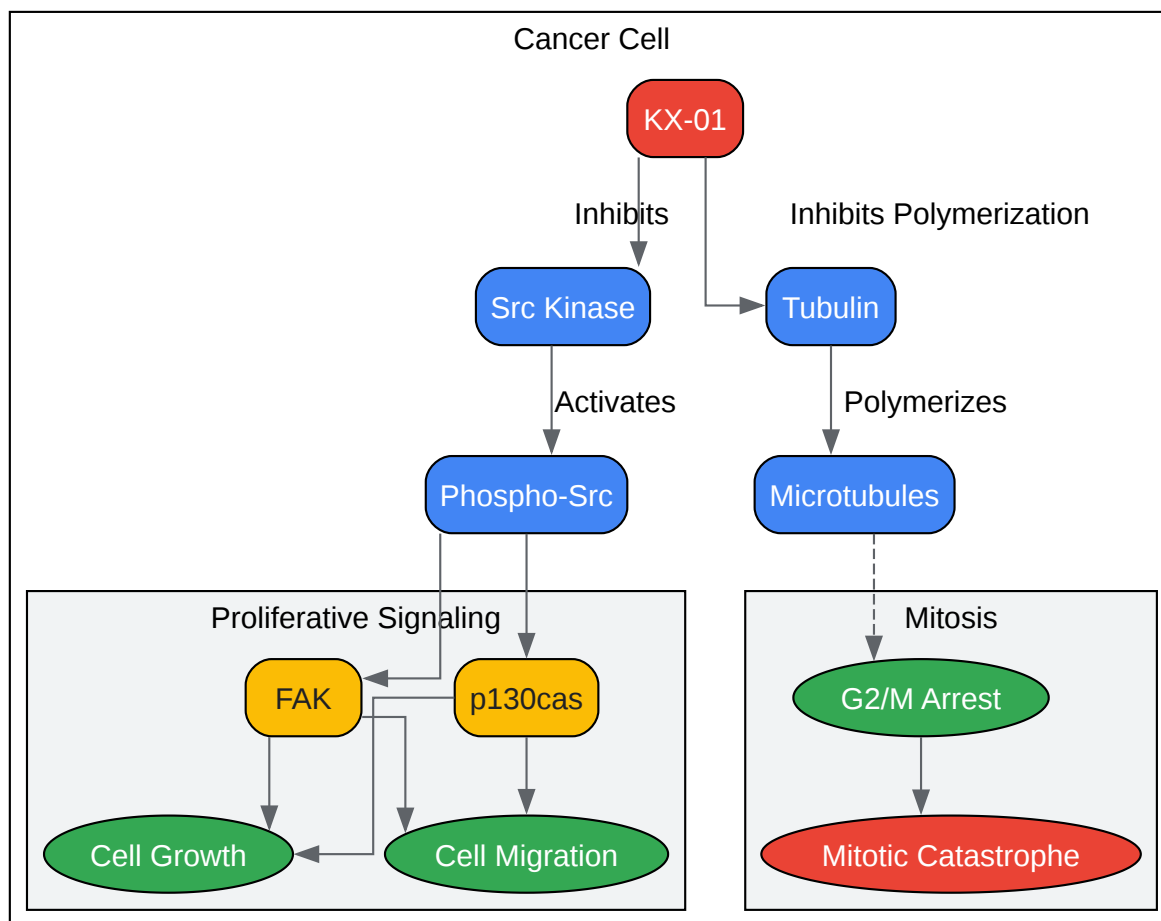 Cancer Cell
KX-01
Inhibits
Inhibits Polymerization
Src Kinase
Tubulin
Activates
Polymerizes
Phospho-Src
Microtubules
Proliferative Signaling
Mitosis
FAK
p130cas
G2/M Arrest
Cell Growth
Cell Migration
Mitotic Catastrophe